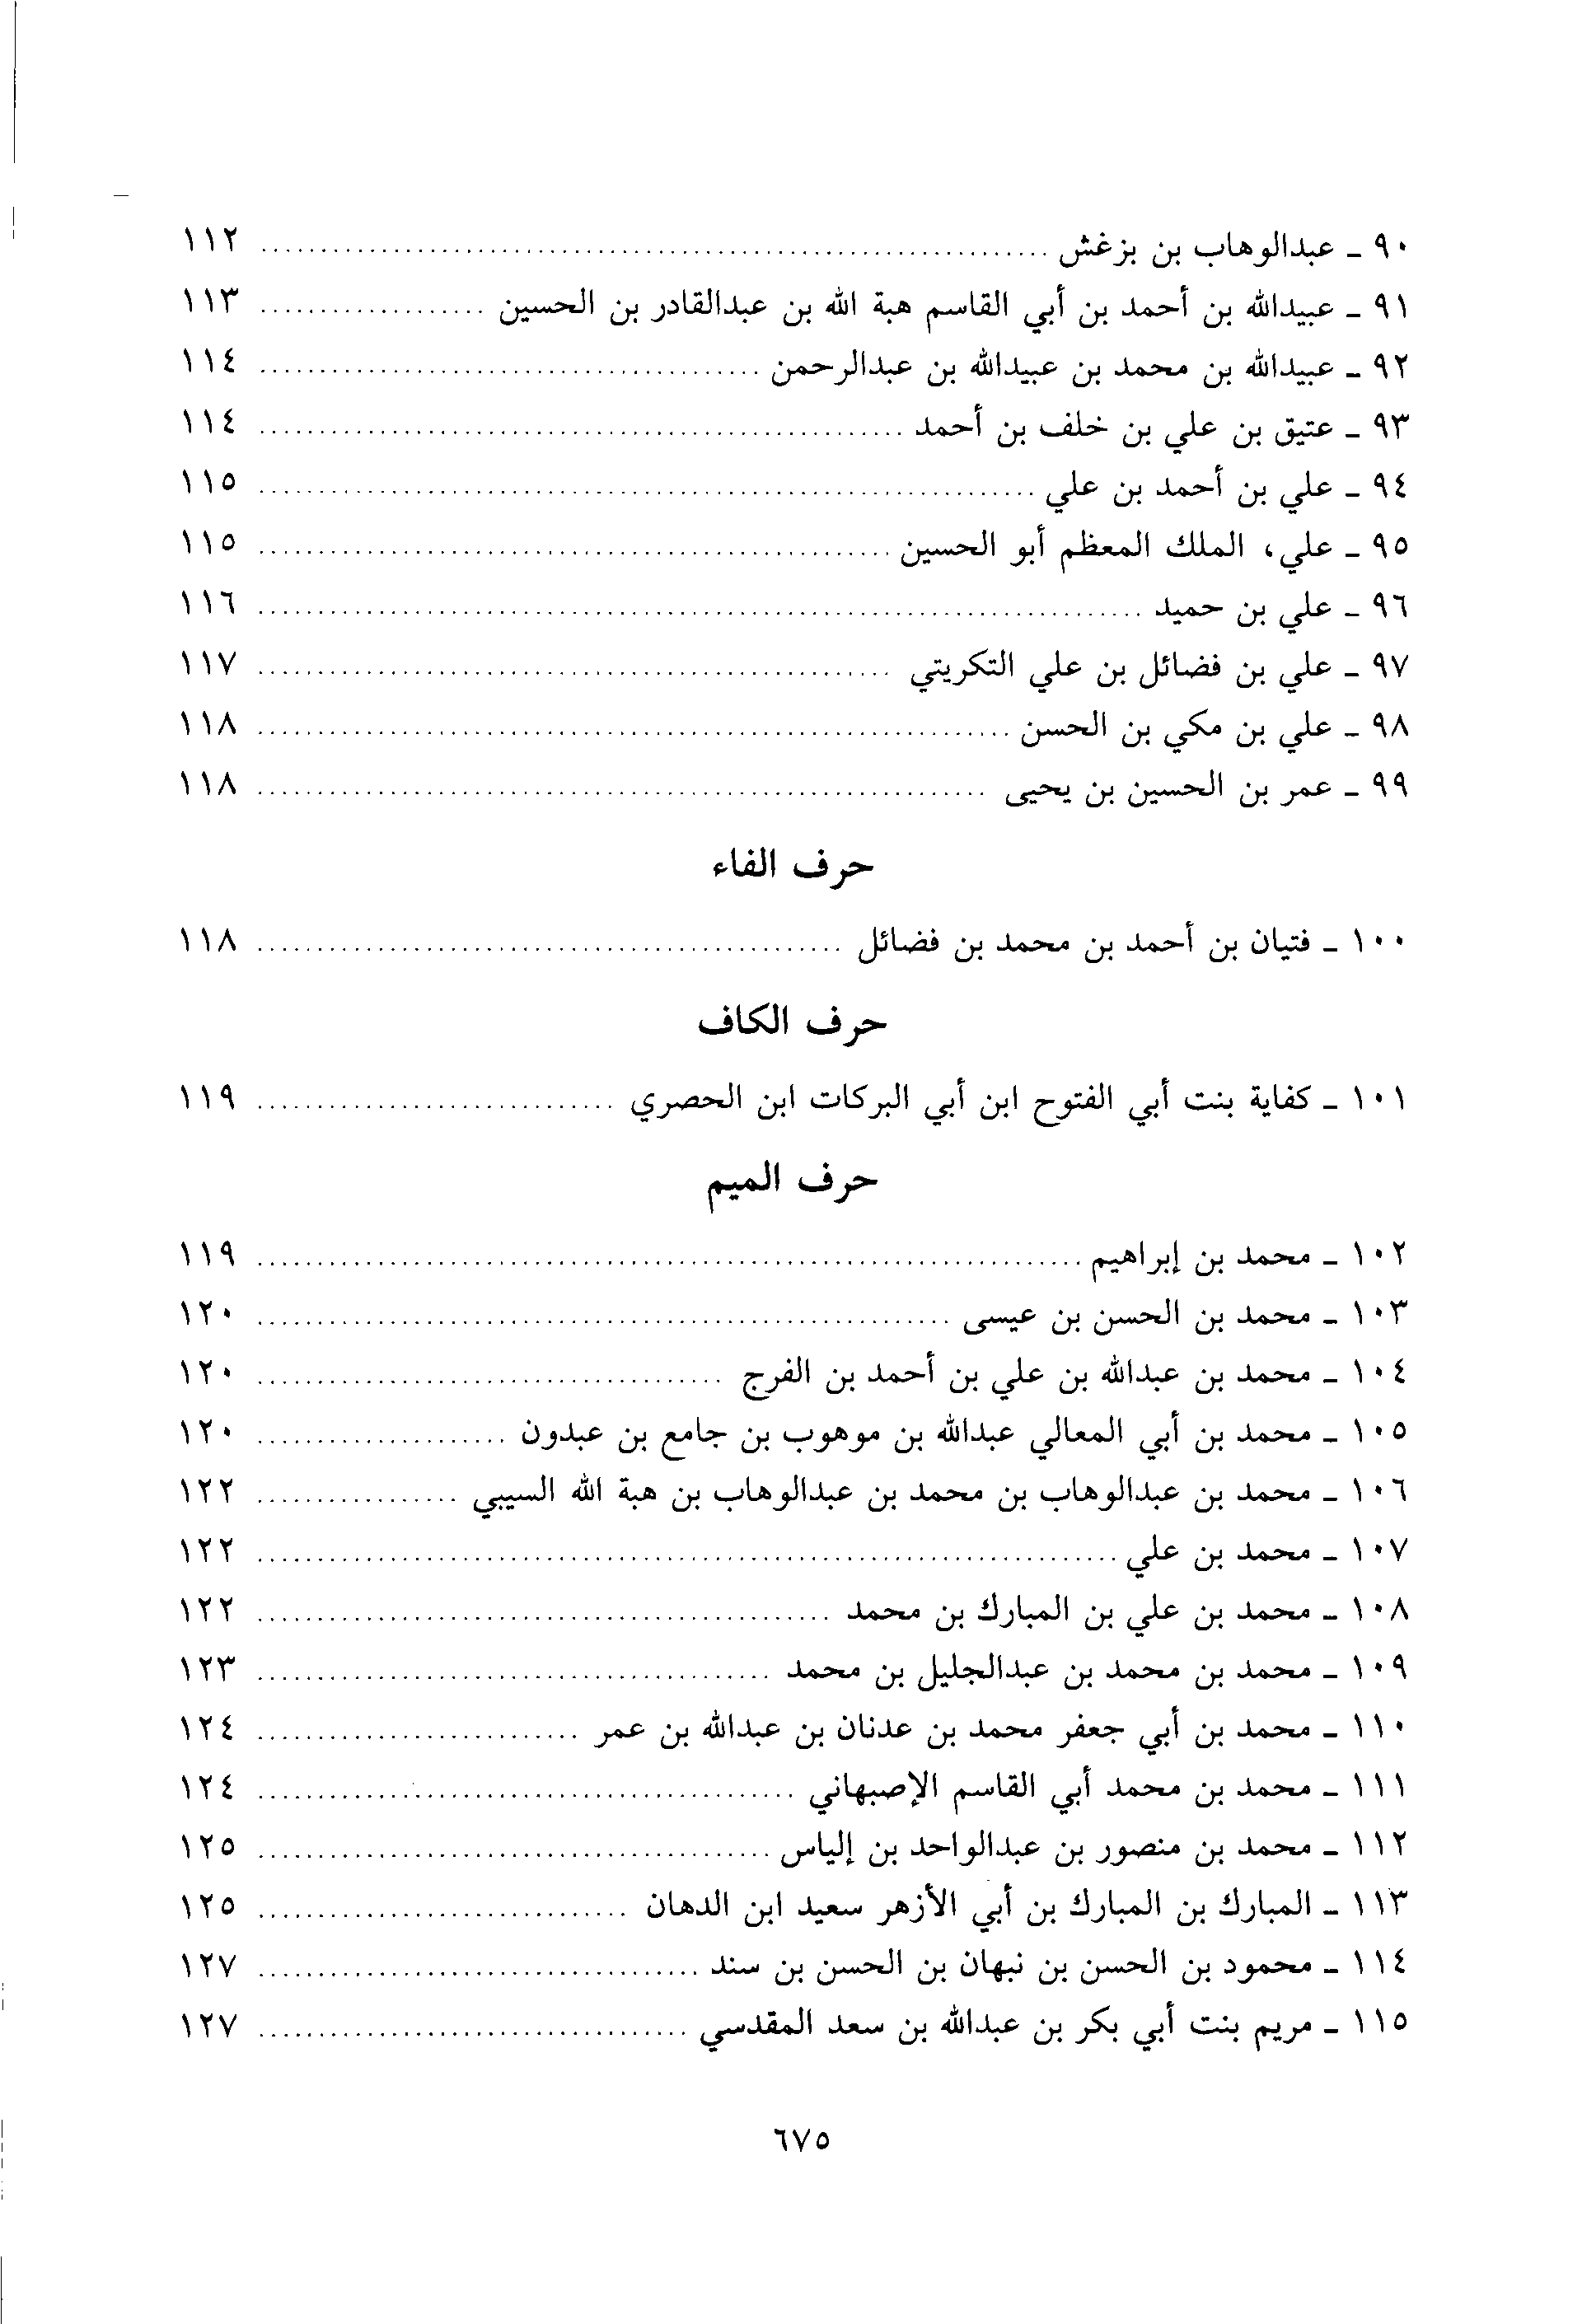 ٩٠ ـ عبدالوهاب بن بزغش ................ ١١٢
٩١ ـ عبيدالله بن أحمد بن أبي القاسم هبة الله بن عبدالقادر بن الحسين ................ ١١٣
٩٢ ـ عبيدالله بن محمد بن عبيدالله بن عبدالرحمن ................ ١١٤
٩٣ ـ عتيق بن علي بن خلف بن أحمد ................ ١١٤
٩٤ ـ علي بن أحمد بن علي ................ ١١٥
٩٥ ـ علي، الملك المعظم أبو الحسين ................ ١١٥
٩٦ ـ علي بن حميد ................ ١١٦
٩٧ ـ علي بن فضائل بن علي التكريتي ................ ١١٧
٩٨ ـ علي بن مكي بن الحسن ................ ١١٨
٩٩ ـ عمر بن الحسين بن يحيى ................ ١١٨
حرف الفاء
١٠٠ ـ فتيان بن أحمد بن محمد بن فضائل ................ ١١٨
حرف الكاف
١٠١ ـ كفاية بنت أبي الفتوح ابن أبي البركات ابن الحصري ................ ١١٩
حرف الميم
١٠٢ ـ محمد بن إبراهيم ................ ١١٩
١٠٣ ـ محمد بن الحسن بن عيسى ................ ١٢٠
١٠٤ ـ محمد بن عبدالله بن علي بن أحمد بن الفرج ................ ١٢٠
١٠٥ ـ محمد بن أبي المعالي عبدالله بن موهوب بن جامع بن عبدون ................ ١٢٠
١٠٦ ـ محمد بن عبدالوهاب بن محمد بن عبدالوهاب بن هبة الله السيبي ................ ١٢٢
١٠٧ ـ محمد بن علي ................ ١٢٢
١٠٨ ـ محمد بن علي بن المبارك بن محمد ................ ١٢٢
١٠٩ ـ محمد بن محمد بن عبدالجليل بن محمد ................ ١٢٣
١١٠ ـ محمد بن أبي جعفر محمد بن عدنان بن عبدالله بن عمر ................ ١٢٤
١١١ ـ محمد بن محمد أبي القاسم الإصبهاني ................ ١٢٤
١١٢ ـ محمد بن منصور بن عبدالواحد بن إلياس ................ ١٢٥
١١٣ ـ المبارك بن المبارك بن أبي الأزهر سعيد ابن الدهان ................ ١٢٥
١١٤ ـ محمود بن الحسن بن نبهان بن الحسن بن سند ................ ١٢٧
١١٥ ـ مريم بنت أبي بكر بن عبدالله بن سعد المقدسي ................ ١٢٧
٦٧٥